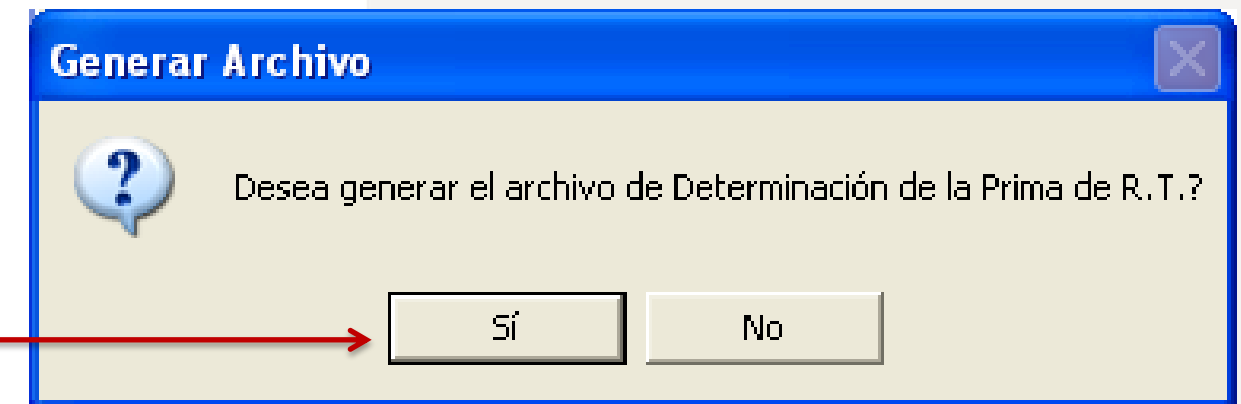 Generar Archivo
Desea generar el archivo de Determinación de la Prima de R.T.?
Sí
No